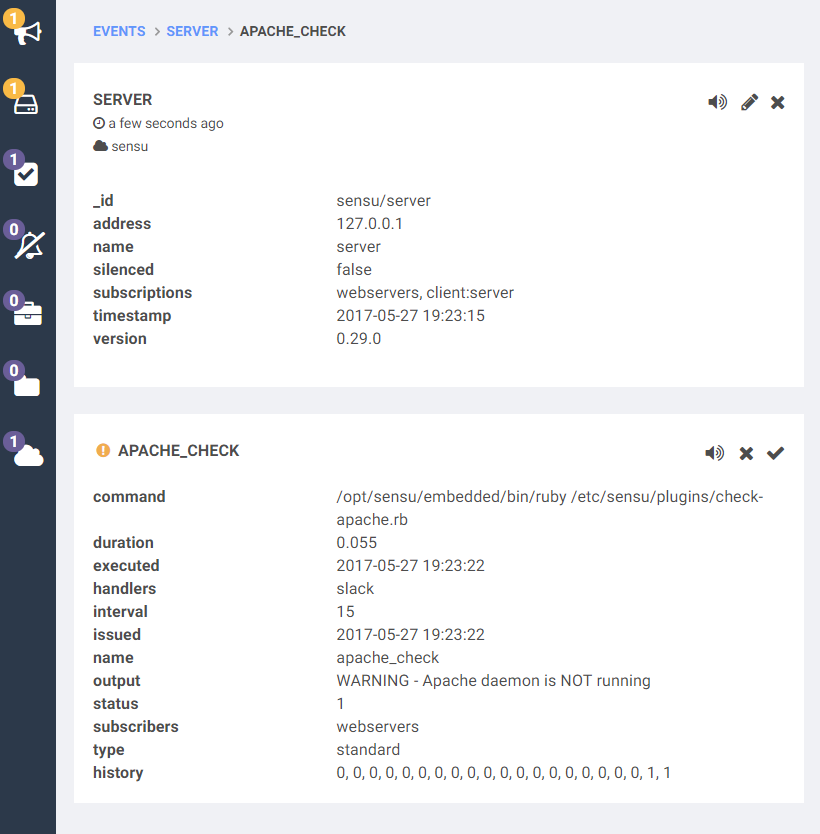 1
1
1
0
0
0
1
EVENTS > SERVER > APACHE_CHECK
SERVER
a few seconds ago
sensu
_id sensu/server
address 127.0.0.1
name server
silenced false
subscriptions webservers, client:server
timestamp 2017-05-27 19:23:15
version 0.29.0
APACHE_CHECK
command /opt/sensu/embedded/bin/ruby /etc/sensu/plugins/check-
apache.rb
duration 0.055
executed 2017-05-27 19:23:22
handlers slack
interval 15
issued 2017-05-27 19:23:22
name apache_check
output WARNING - Apache daemon is NOT running
status 1
subscribers webservers
type standard
history 0, 0, 0, 0, 0, 0, 0, 0, 0, 0, 0, 0, 0, 0, 0, 0, 0, 0, 0, 1, 1